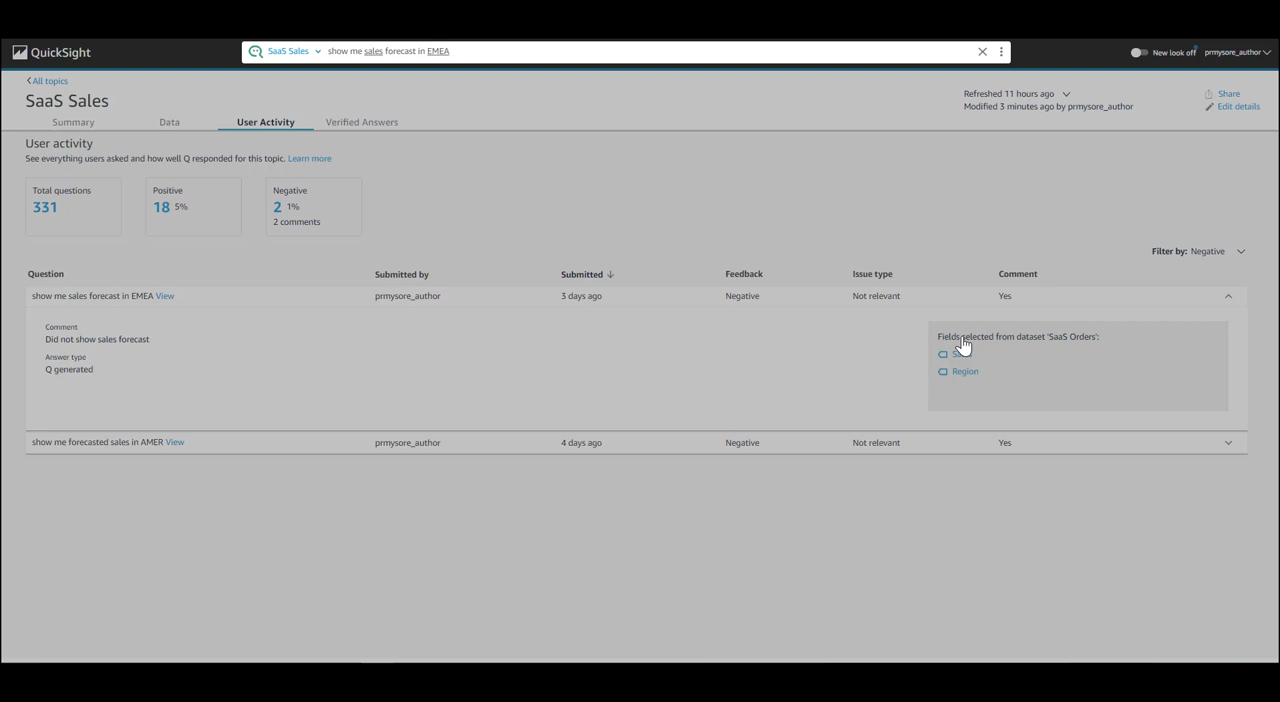 QuickSight
SaaS Sales
show me sales forecast in EMEA
New look off
prmysore_author
All topics
SaaS Sales
Refreshed 11 hours ago
Modified 3 minutes ago by prmysore_author
Share
Edit details
Summary
Data
User Activity
Verified Answers
User activity
See everything users asked and how well Q responded for this topic. Learn more
Total questions
331
Positive
18 5%
Negative
2 1%
2 comments
Filter by: Negative
Question Submitted by Submitted Feedback Issue type Comment
show me sales forecast in EMEA View prmysore_author 3 days ago Negative Not relevant Yes
Comment
Did not show sales forecast
Answer type
Q generated
Fields selected from dataset 'SaaS Orders':
Region
show me forecasted sales in AMER View prmysore_author 4 days ago Negative Not relevant Yes